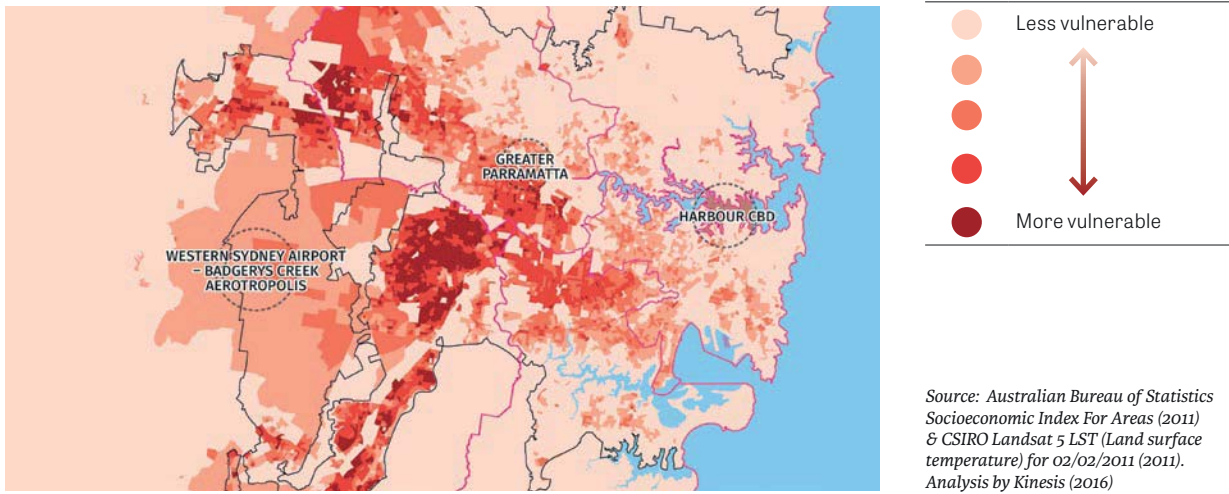 GREATER
PARRAMATTA
HARBOUR CBD
WESTERN SYDNEY AIRPORT
– BADGERYS CREEK
AEROTROPOLIS
Less vulnerable
More vulnerable
Source: Australian Bureau of Statistics
Socioeconomic Index For Areas (2011)
& CSIRO Landsat 5 LST (Land surface
temperature) for 02/02/2011 (2011).
Analysis by Kinesis (2016)